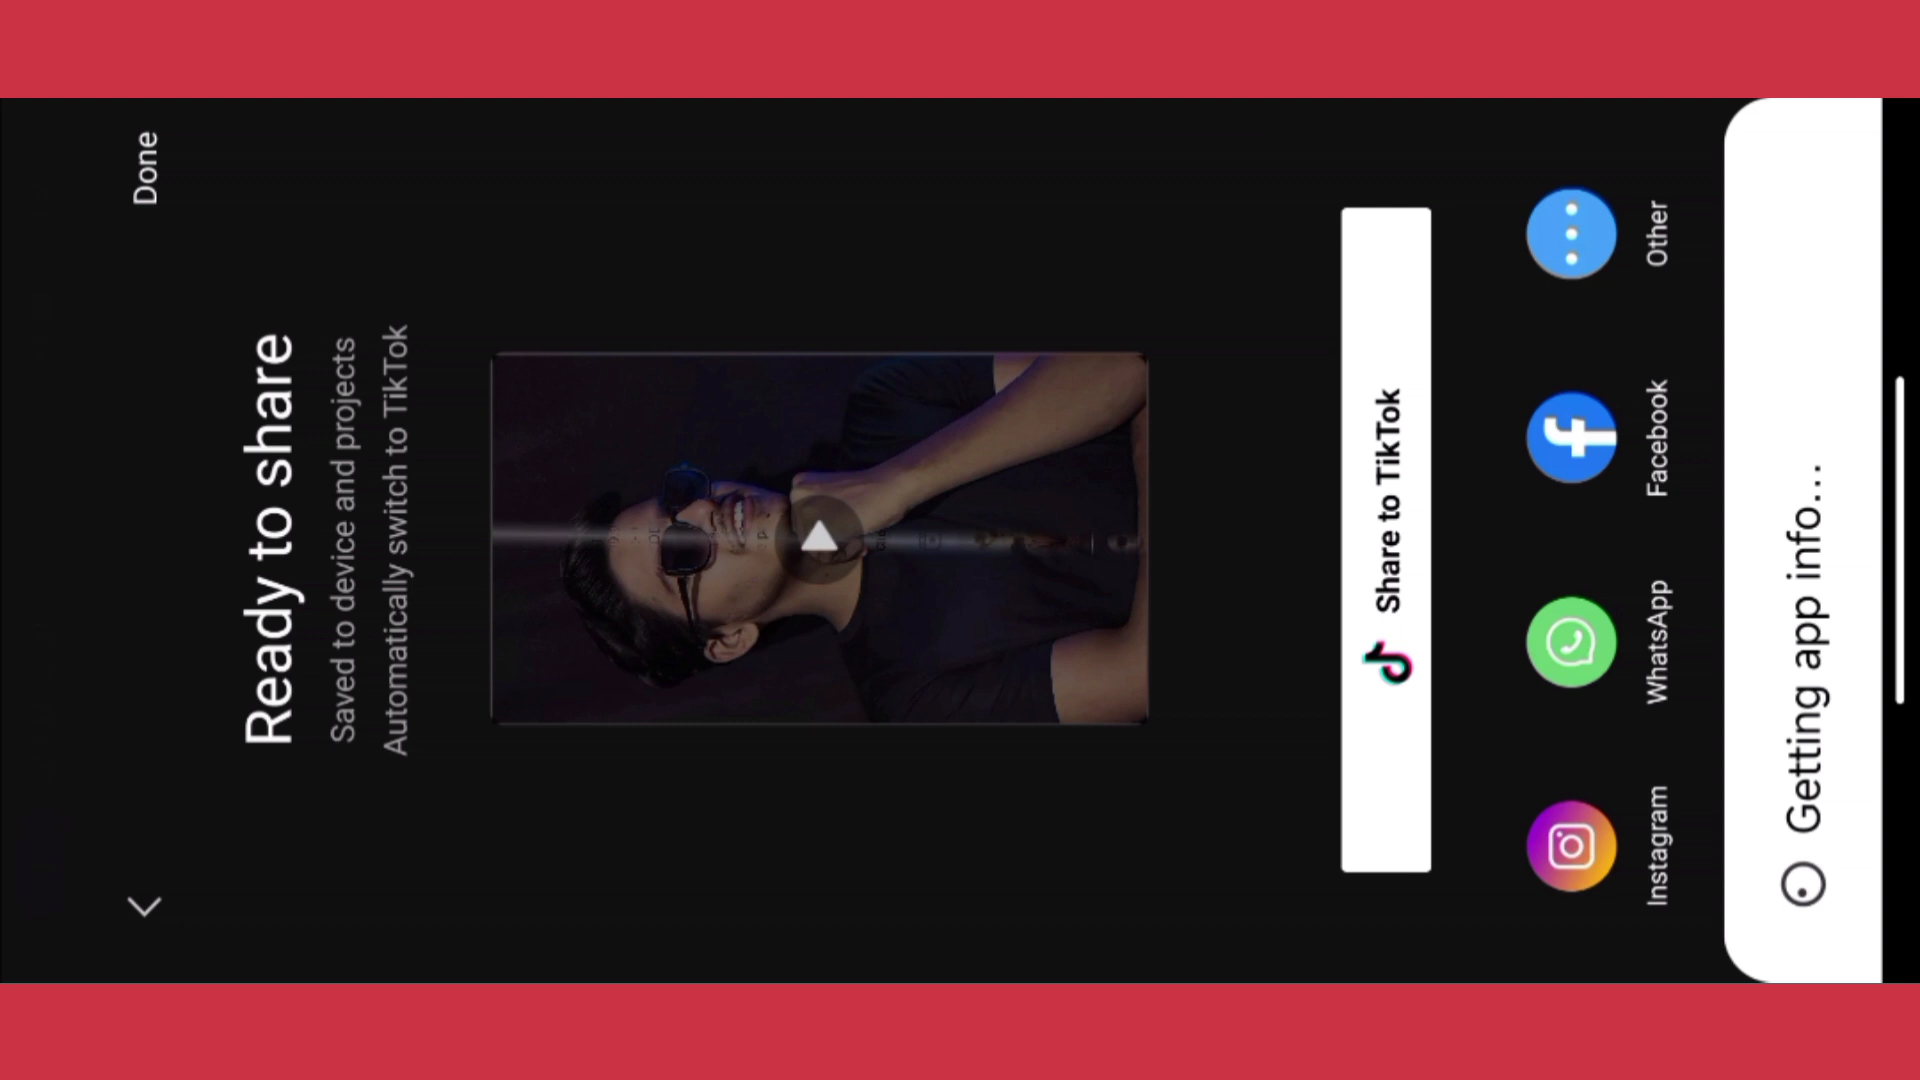 Done
Ready to share
Saved to device and projects
Automatically switch to TikTok
Share to TikTok
Instagram
WhatsApp
Facebook
Other
Getting app info...